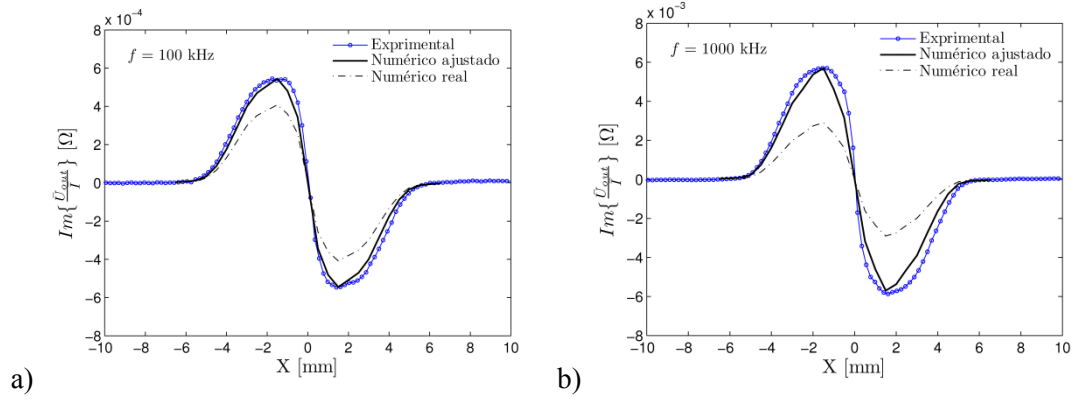 x 10⁻⁴
8
6
4
2
0
−2
−4
−6
−8
−10 −8 −6 −4 −2 0 2 4 6 8 10
X [mm]
Im{Ūout/Ī} [Ω]
f = 100 kHz
Exprimental
Numérico ajustado
Numérico real
a)
x 10⁻³
8
6
4
2
0
−2
−4
−6
−8
−10 −8 −6 −4 −2 0 2 4 6 8 10
X [mm]
Im{Ūout/Ī} [Ω]
f = 1000 kHz
Exprimental
Numérico ajustado
Numérico real
b)